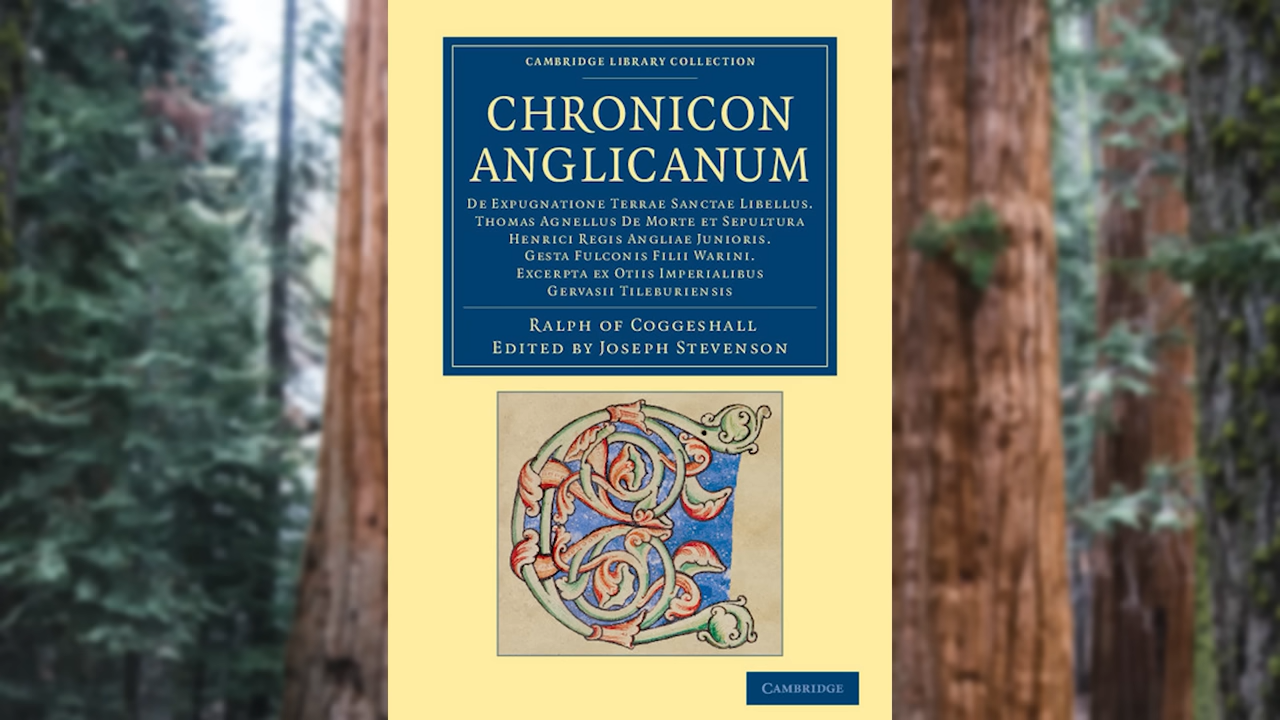 CAMBRIDGE LIBRARY COLLECTION
CHRONICON
ANGLICANUM
DE EXPUGNATIONE TERRAE SANCTAE LIBELLUS.
THOMAS AGNELLUS DE MORTE ET SEPULTURA
HENRICI REGIS ANGLIAE JUNIORIS.
GESTA FULCONIS FILII WARINI.
EXCERPTA EX OTIIS IMPERIALIBUS
GERVASII TILEBURIENSIS
RALPH OF COGGESHALL
EDITED BY JOSEPH STEVENSON
CAMBRIDGE